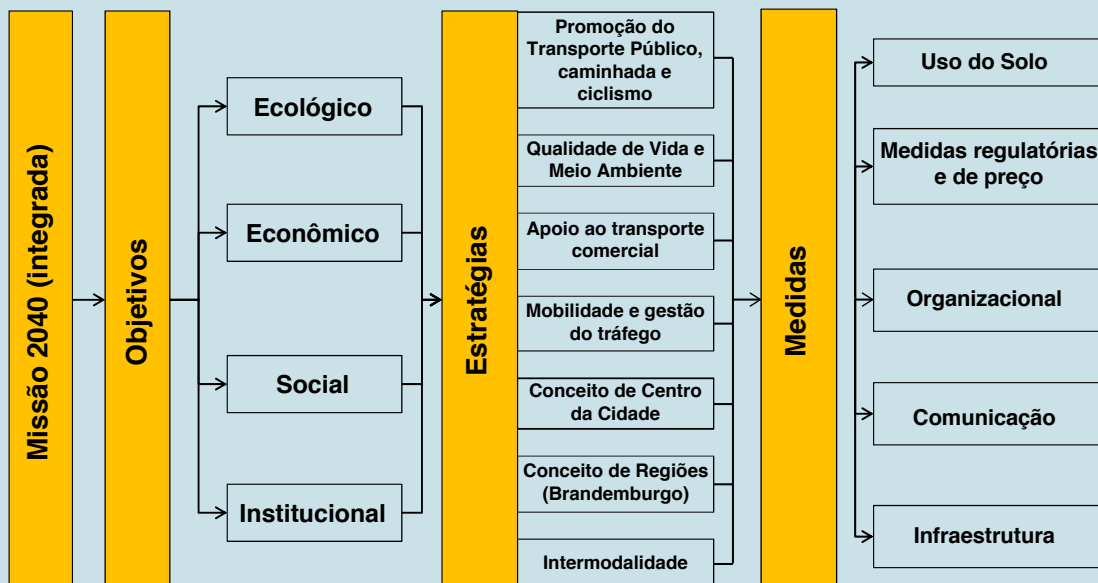 Missão 2040 (integrada)
Objetivos
Ecológico
Econômico
Social
Institucional
Estratégias
Promoção do
Transporte Público,
caminhada e
ciclismo
Qualidade de Vida e
Meio Ambiente
Apoio ao transporte
comercial
Mobilidade e gestão
do tráfego
Conceito de Centro
da Cidade
Conceito de Regiões
(Brandemburgo)
Intermodalidade
Medidas
Uso do Solo
Medidas regulatórias
e de preço
Organizacional
Comunicação
Infraestrutura